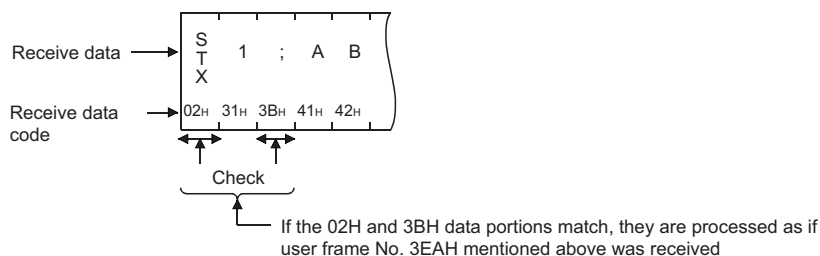 Receive data
S
T
X
1 ; A B
Receive data
code
02H 31H 3BH 41H 42H
Check
If the 02H and 3BH data portions match, they are processed as if
user frame No. 3EAH mentioned above was received